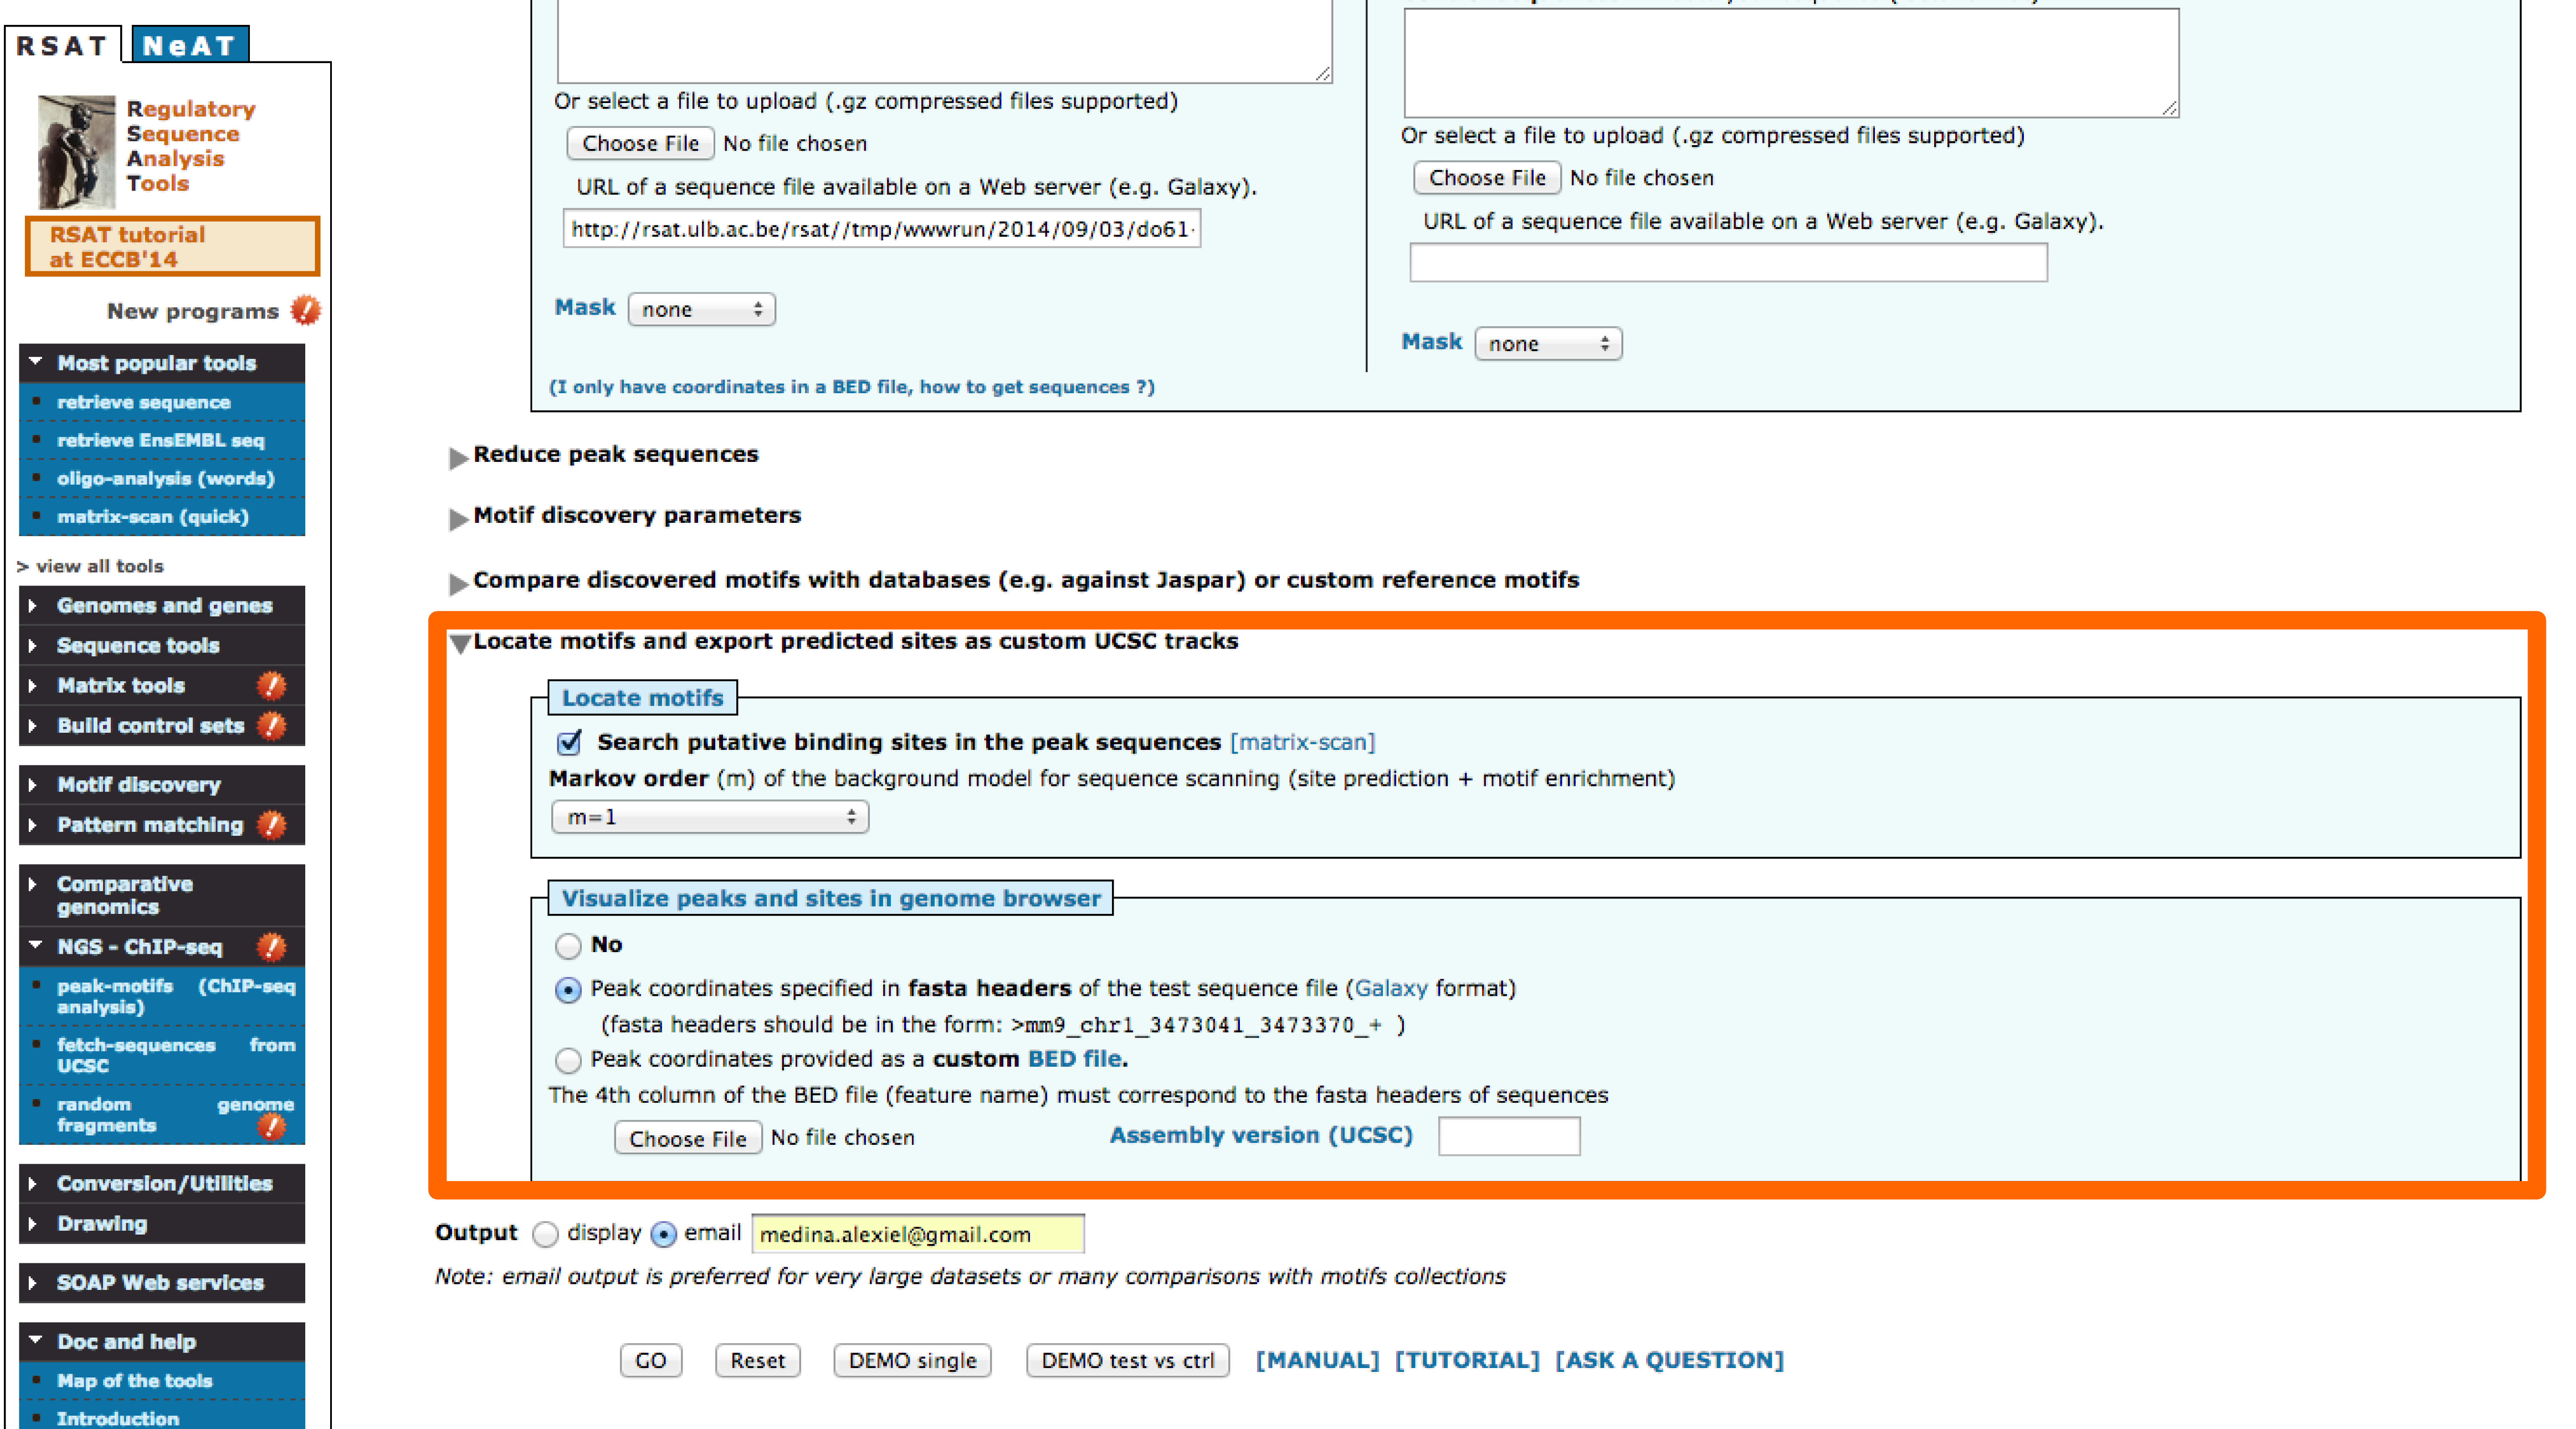 RSAT NeAT
Regulatory
Sequence
Analysis
Tools
RSAT tutorial
at ECCB'14
New programs
Most popular tools
retrieve sequence
retrieve EnsEMBL seq
oligo-analysis (words)
matrix-scan (quick)
> view all tools
Genomes and genes
Sequence tools
Matrix tools
Build control sets
Motif discovery
Pattern matching
Comparative
genomics
NGS - ChIP-seq
peak-motifs (ChIP-seq
analysis)
fetch-sequences from
UCSC
random genome
fragments
Conversion/Utilities
Drawing
SOAP Web services
Doc and help
Map of the tools
Introduction
Or select a file to upload (.gz compressed files supported)
Choose File No file chosen
URL of a sequence file available on a Web server (e.g. Galaxy).
http://rsat.ulb.ac.be/rsat//tmp/wwwrun/2014/09/03/do61
Mask none
(I only have coordinates in a BED file, how to get sequences ?)
Or select a file to upload (.gz compressed files supported)
Choose File No file chosen
URL of a sequence file available on a Web server (e.g. Galaxy).
Mask none
Reduce peak sequences
Motif discovery parameters
Compare discovered motifs with databases (e.g. against Jaspar) or custom reference motifs
Locate motifs and export predicted sites as custom UCSC tracks
Locate motifs
Search putative binding sites in the peak sequences [matrix-scan]
Markov order (m) of the background model for sequence scanning (site prediction + motif enrichment)
m=1
Visualize peaks and sites in genome browser
No
Peak coordinates specified in fasta headers of the test sequence file (Galaxy format)
(fasta headers should be in the form: >mm9_chr1_3473041_3473370_+ )
Peak coordinates provided as a custom BED file.
The 4th column of the BED file (feature name) must correspond to the fasta headers of sequences
Choose File No file chosen Assembly version (UCSC)
Output display email medina.alexiel@gmail.com
Note: email output is preferred for very large datasets or many comparisons with motifs collections
GO Reset DEMO single DEMO test vs ctrl [MANUAL] [TUTORIAL] [ASK A QUESTION]